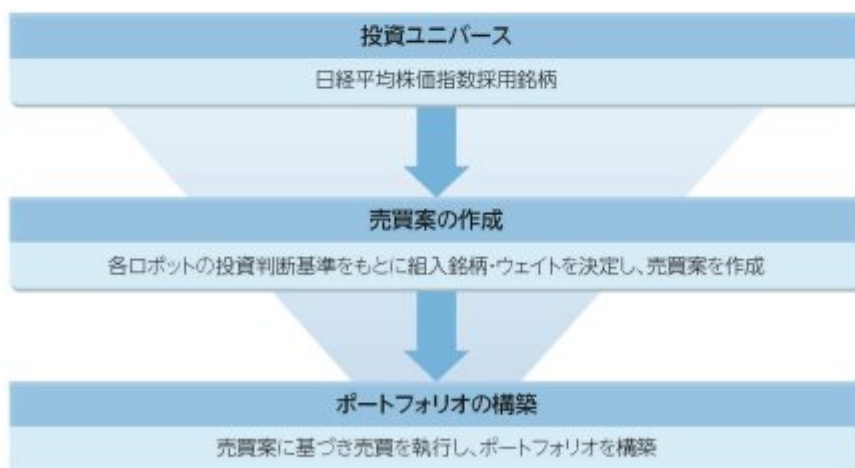 投資ユニバース
日経平均株価指数採用銘柄
売買案の作成
各ロボットの投資判断基準をもとに組入銘柄・ウェイトを決定し、売買案を作成
ポートフォリオの構築
売買案に基づき売買を執行し、ポートフォリオを構築